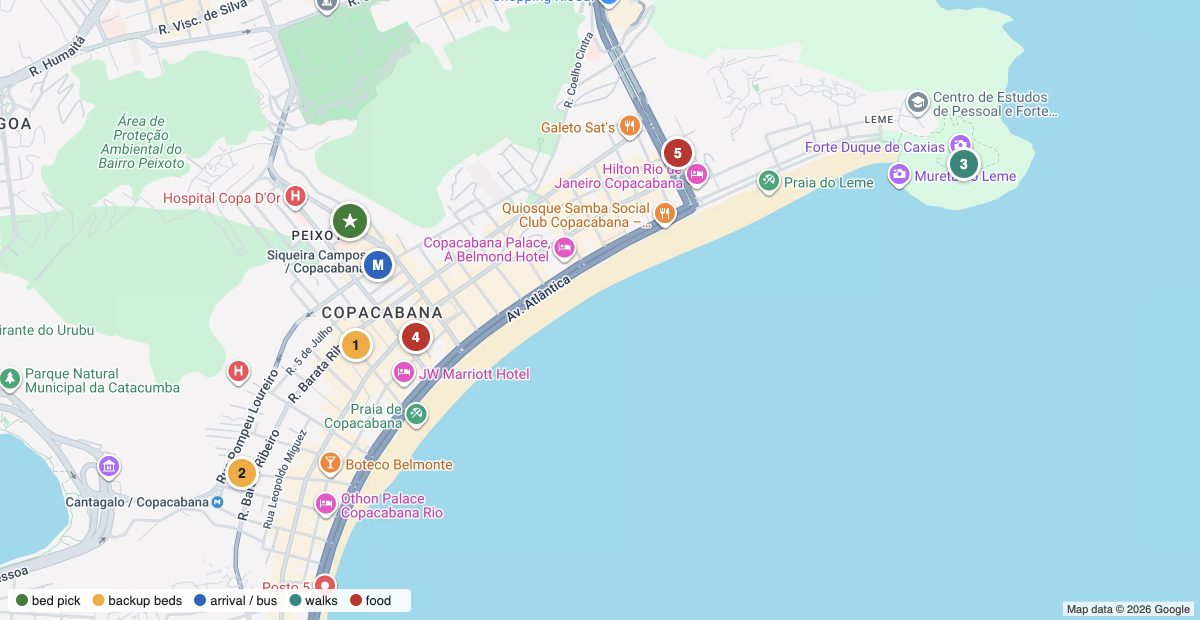 Shopping RioSul
R. Visc. de Silva
R. Humaitá
R. Coelho Cintra
GOA
Área de
Proteção
Ambiental do
Bairro Peixoto
Galeto Sat's
LEME
Centro de Estudos
de Pessoal e Forte...
Forte Duque de Caxias
5
3
Hilton Rio de
Janeiro Copacabana
Praia do Leme
Mureta do Leme
Hospital Copa D'Or
H
Quiosque Samba Social
Club Copacabana – ...
PEIXOTO
★
Copacabana Palace,
A Belmond Hotel
Siqueira Campos
/ Copacabana
M
Av. Atlântica
COPACABANA
irante do Urubu
R. 5 de Julho
1
4
R. Barata Rib
H
JW Marriott Hotel
Parque Natural
Municipal da Catacumba
Praia de
Copacabana
Rua Pompeu Loureiro
R. Barata Ribeiro
Rua Leopoldo Miguez
2
Boteco Belmonte
Cantagalo / Copacabana
M
Othon Palace
Copacabana Rio
essoa
Posto 5
bed pick
backup beds
arrival / bus
walks
food
Map data © 2026 Google